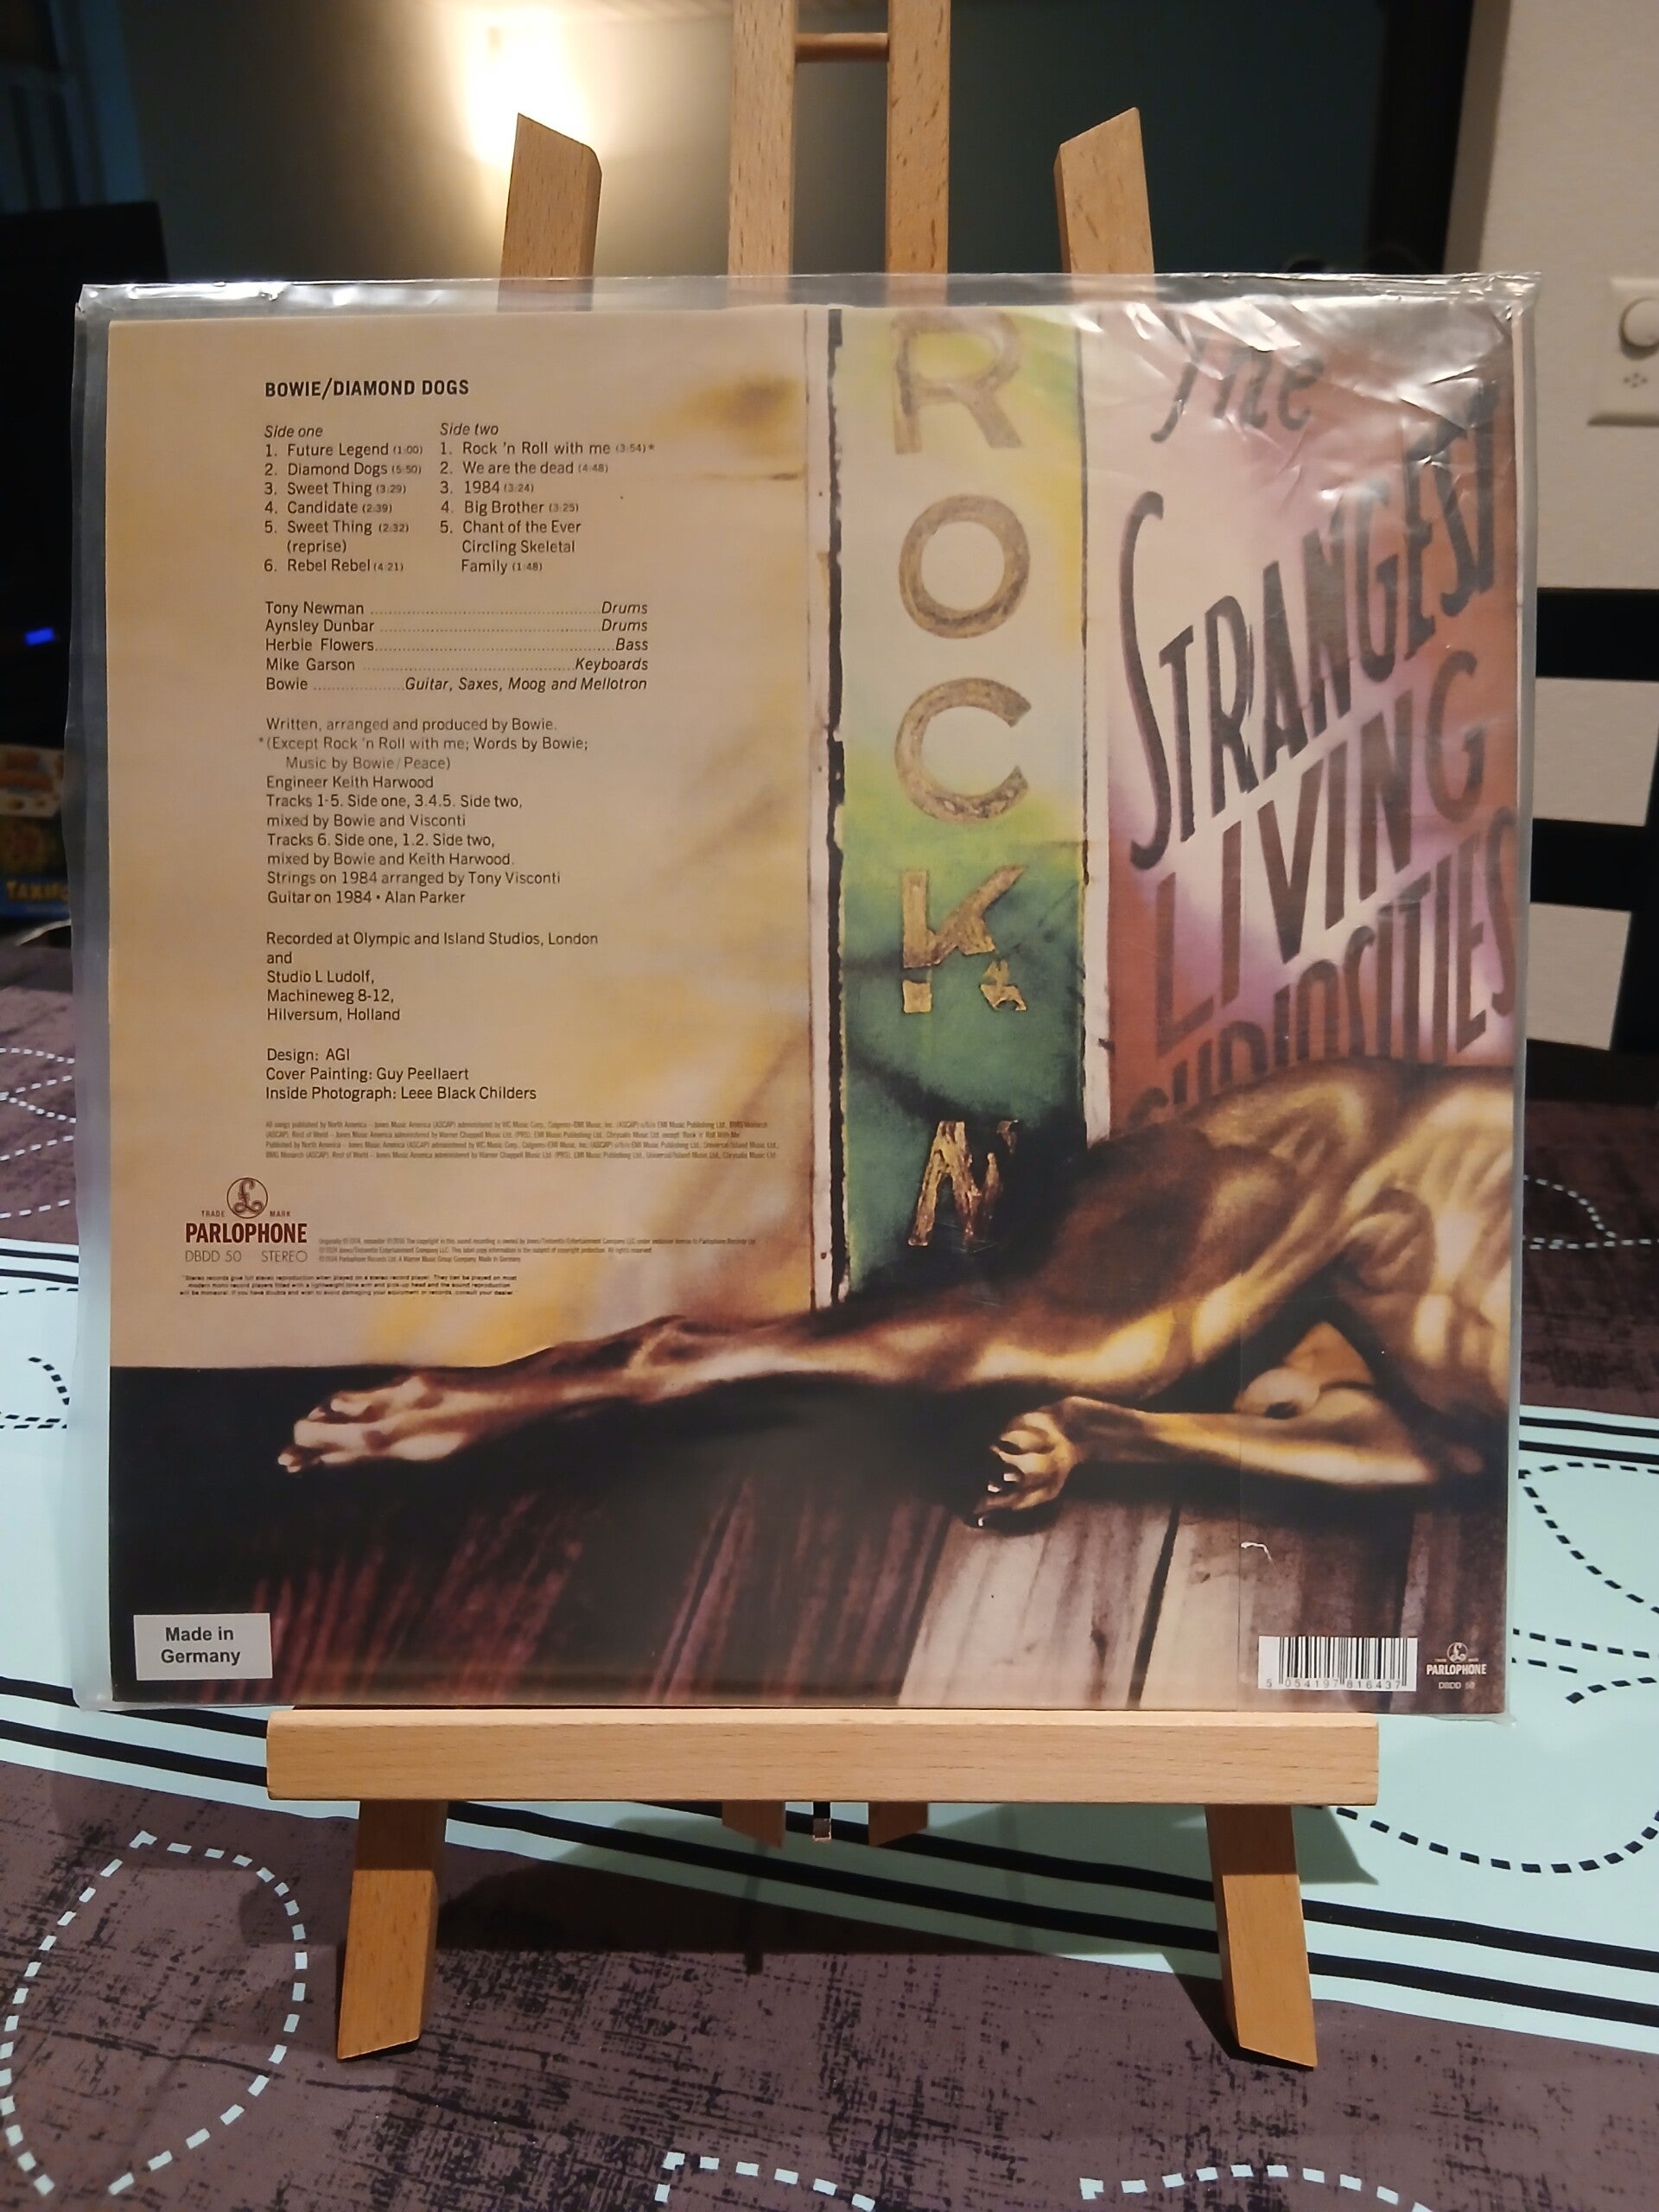 BOWIE/DIAMOND DOGS
Side one
1. Future Legend (1:00)
2. Diamond Dogs (5:50)
3. Sweet Thing (3:29)
4. Candidate (2:39)
5. Sweet Thing (2:32)
(reprise)
6. Rebel Rebel (4:21)
Side two
1. Rock 'n Roll with me (3:54)*
2. We are the dead (4:48)
3. 1984 (3:24)
4. Big Brother (3:25)
5. Chant of the Ever
Circling Skeletal
Family (1:48)
Tony Newman ........ Drums
Aynsley Dunbar ........ Drums
Herbie Flowers ........ Bass
Mike Garson ........ Keyboards
Bowie ........ Guitar, Saxes, Moog and Mellotron
Written, arranged and produced by Bowie.
*(Except Rock 'n Roll with me; Words by Bowie;
Music by Bowie/Peace)
Engineer Keith Harwood
Tracks 1-5. Side one, 3.4.5. Side two,
mixed by Bowie and Visconti
Tracks 6. Side one, 1.2. Side two,
mixed by Bowie and Keith Harwood.
Strings on 1984 arranged by Tony Visconti
Guitar on 1984 • Alan Parker
Recorded at Olympic and Island Studios, London
and
Studio L Ludolf,
Machineweg 8-12,
Hilversum, Holland
Design: AGI
Cover Painting: Guy Peellaert
Inside Photograph: Leee Black Childers
TRADE MARK
PARLOPHONE
DBDD 50 STEREO
ROCK N
The
STRANGEST
LIVING
CURIOSITIES
Made in
Germany
5 054197 816437
PARLOPHONE
DBDD 50